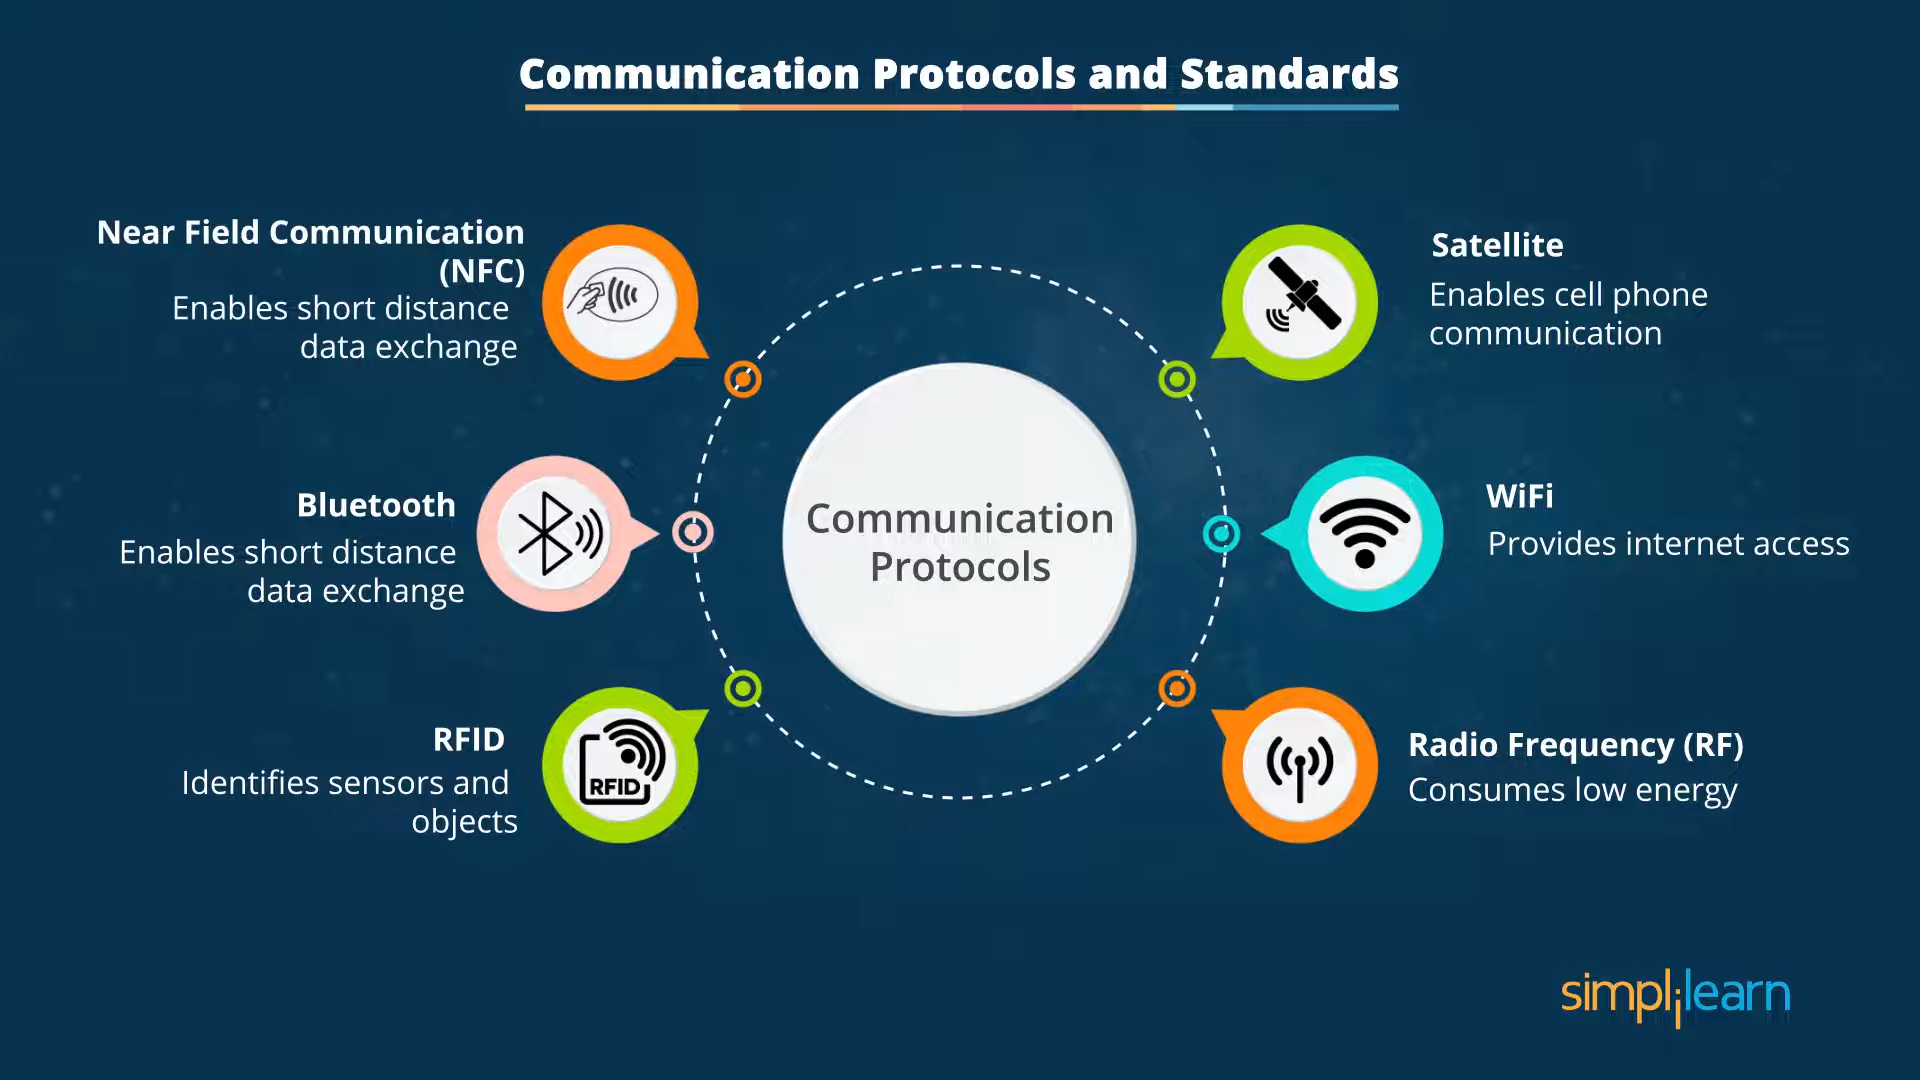 Communication Protocols and Standards
Near Field Communication
(NFC)
Enables short distance
data exchange
Bluetooth
Enables short distance
data exchange
RFID
Identifies sensors and
objects
RFID
Communication
Protocols
Satellite
Enables cell phone
communication
WiFi
Provides internet access
Radio Frequency (RF)
Consumes low energy
simplilearn